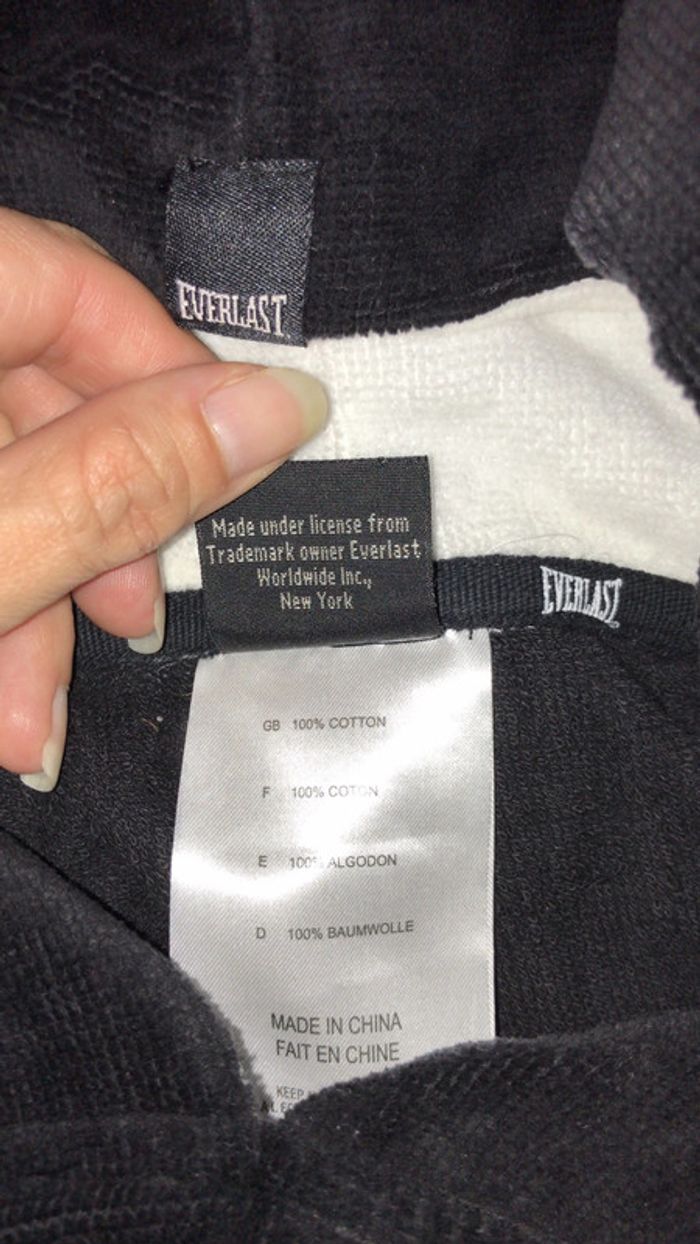 EVERLAST
Made under license from
Trademark owner Everlast
Worldwide Inc.,
New York
EVERLAST
GB 100% COTTON
F 100% COTON
E 100% ALGODON
D 100% BAUMWOLLE
MADE IN CHINA
FAIT EN CHINE
KEEP